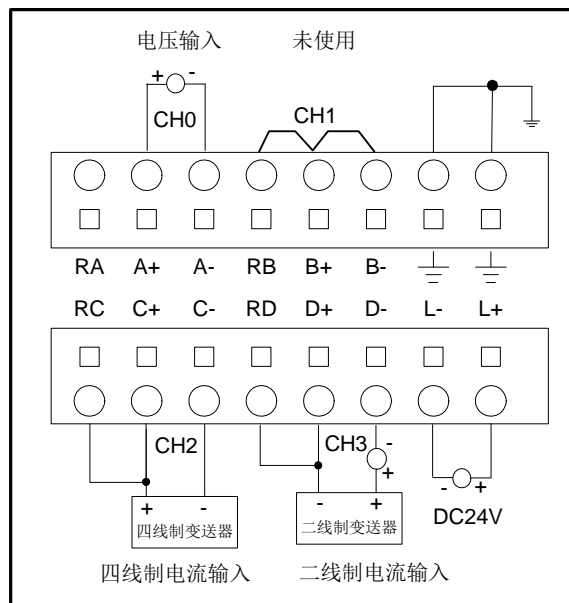 电压输入 未使用
+ -
CH0 CH1
RA A+ A- RB B+ B-
RC C+ C- RD D+ D- L- L+
CH2 CH3 -
+
+ - - + - +
四线制变送器 二线制变送器 DC24V
四线制电流输入 二线制电流输入